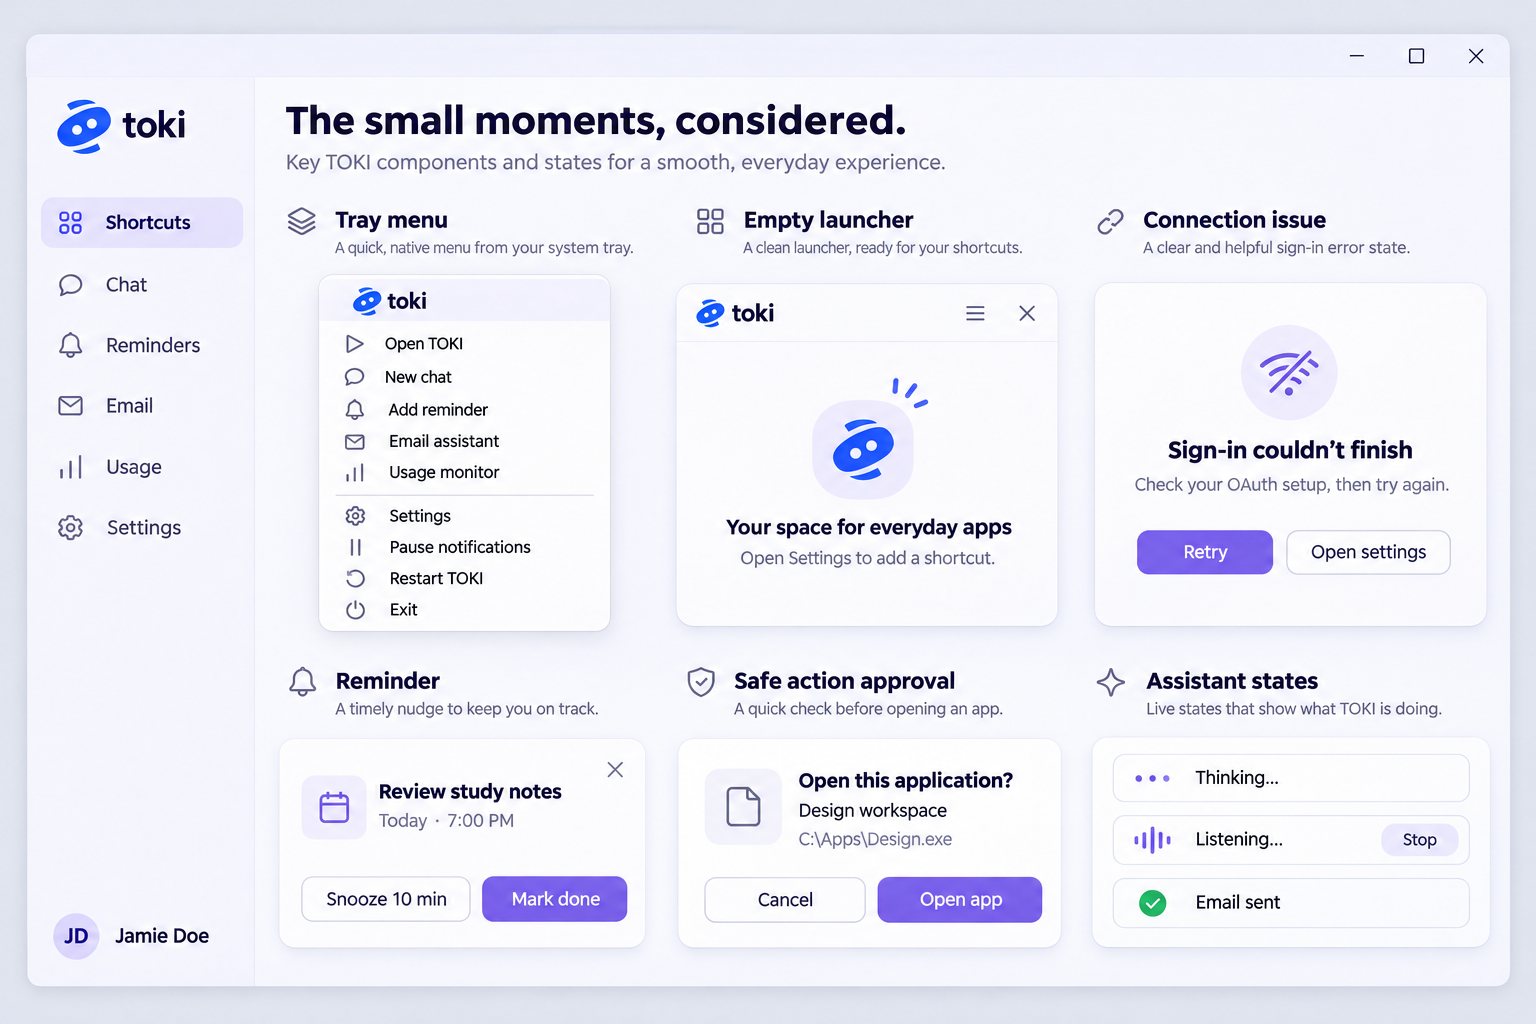 toki
Shortcuts
Chat
Reminders
Email
Usage
Settings
JD
Jamie Doe
The small moments, considered.
Key TOKI components and states for a smooth, everyday experience.
Tray menu
A quick, native menu from your system tray.
toki
Open TOKI
New chat
Add reminder
Email assistant
Usage monitor
Settings
Pause notifications
Restart TOKI
Exit
Empty launcher
A clean launcher, ready for your shortcuts.
toki
Your space for everyday apps
Open Settings to add a shortcut.
Connection issue
A clear and helpful sign-in error state.
Sign-in couldn’t finish
Check your OAuth setup, then try again.
Retry
Open settings
Reminder
A timely nudge to keep you on track.
Review study notes
Today · 7:00 PM
Snooze 10 min
Mark done
Safe action approval
A quick check before opening an app.
Open this application?
Design workspace
C:\Apps\Design.exe
Cancel
Open app
Assistant states
Live states that show what TOKI is doing.
Thinking...
Listening...
Stop
Email sent